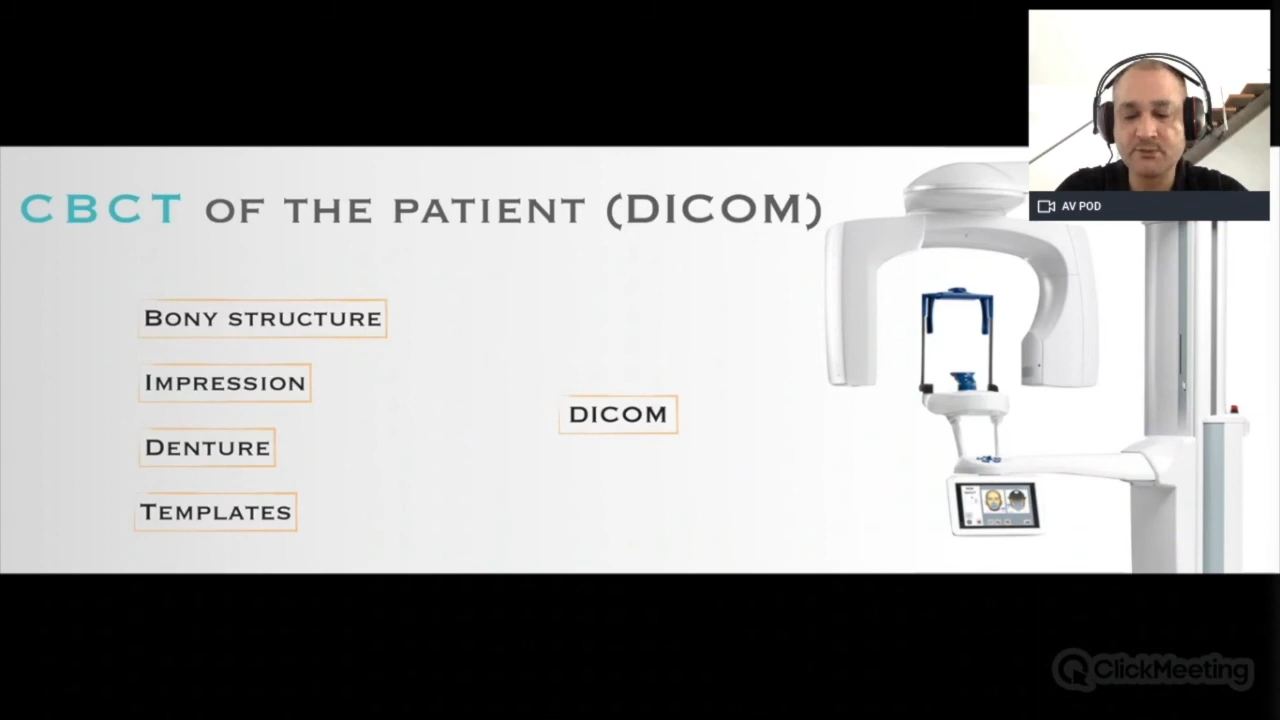 CBCT OF THE PATIENT (DICOM)
BONY STRUCTURE
IMPRESSION
DENTURE
TEMPLATES
DICOM
AV POD
ClickMeeting